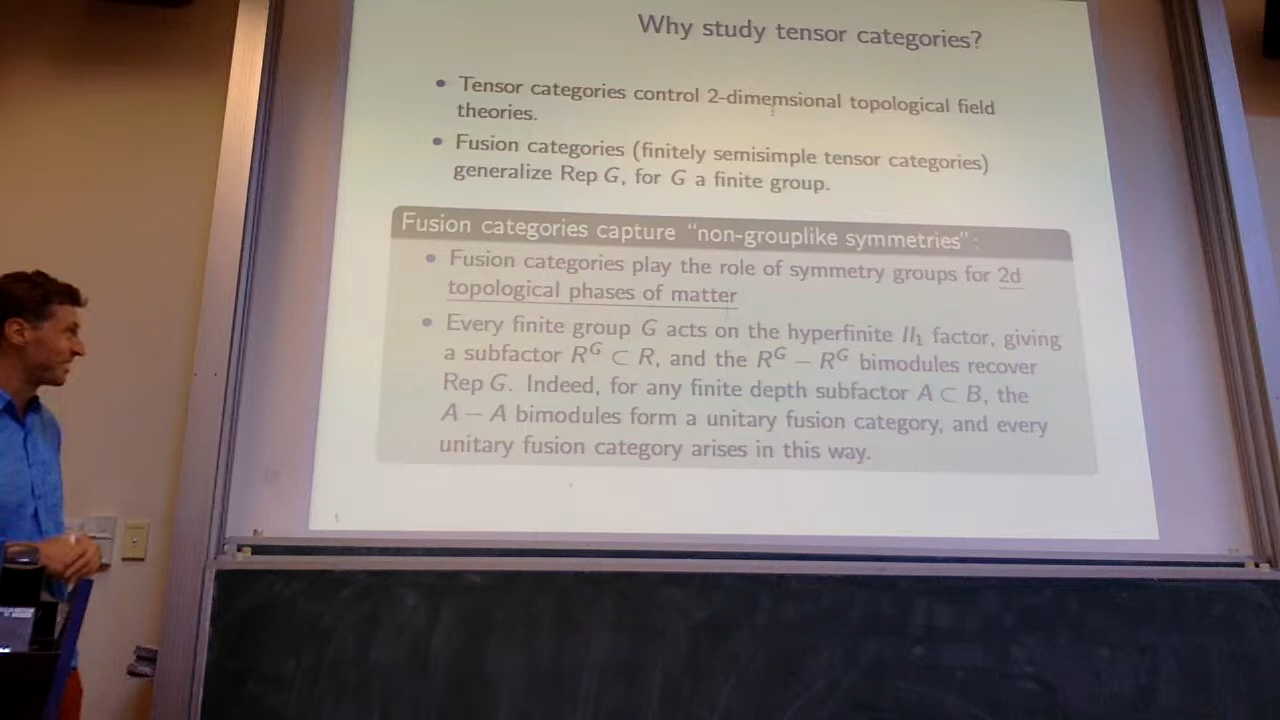 Why study tensor categories?
• Tensor categories control 2-dimemsional topological field
theories.
• Fusion categories (finitely semisimple tensor categories)
generalize Rep G, for G a finite group.
Fusion categories capture “non-grouplike symmetries”:
• Fusion categories play the role of symmetry groups for 2d
topological phases of matter
• Every finite group G acts on the hyperfinite II₁ factor, giving
a subfactor Rᴳ ⊂ R, and the Rᴳ − Rᴳ bimodules recover
Rep G. Indeed, for any finite depth subfactor A ⊂ B, the
A − A bimodules form a unitary fusion category, and every
unitary fusion category arises in this way.